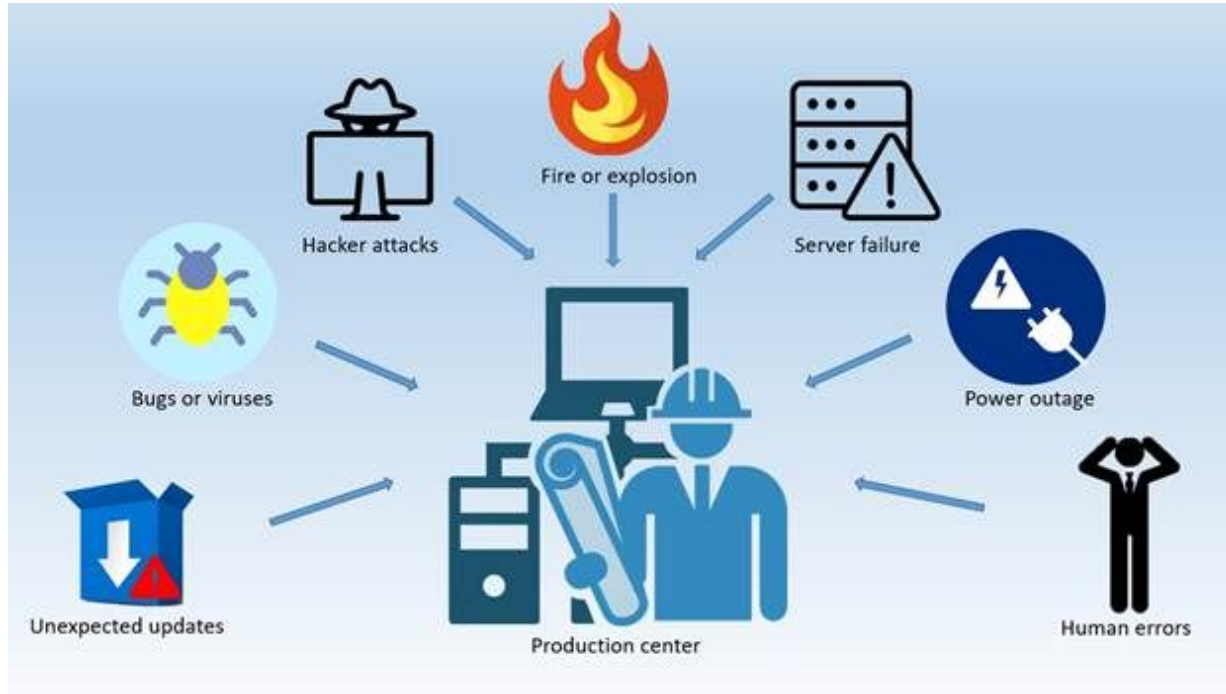 Fire or explosion
Hacker attacks
Server failure
Bugs or viruses
Power outage
Unexpected updates
Production center
Human errors